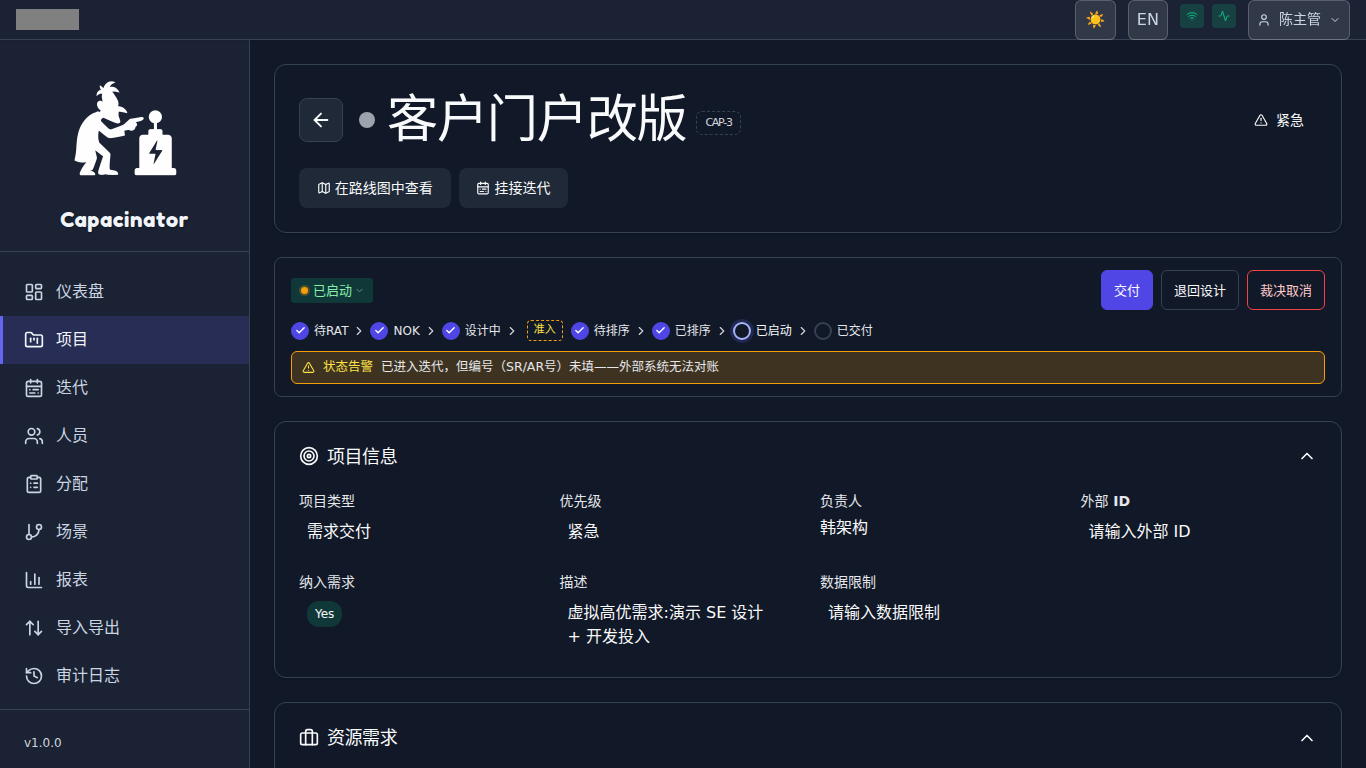 EN
陈主管
Capacinator
仪表盘
项目
迭代
人员
分配
场景
报表
导入导出
审计日志
v1.0.0
客户门户改版
CAP-3
紧急
在路线图中查看
挂接迭代
已启动
交付
退回设计
裁决取消
待RAT
NOK
设计中
准入
待排序
已排序
已启动
已交付
状态告警 已进入迭代，但编号（SR/AR号）未填——外部系统无法对账
项目信息
项目类型
需求交付
优先级
紧急
负责人
韩架构
外部 ID
请输入外部 ID
纳入需求
Yes
描述
虚拟高优需求:演示 SE 设计
+ 开发投入
数据限制
请输入数据限制
资源需求